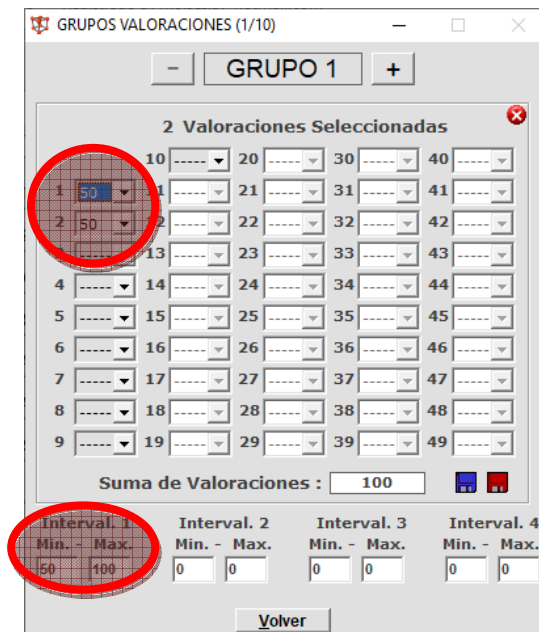 GRUPOS VALORACIONES (1/10)
- GRUPO 1 +
2 Valoraciones Seleccionadas
10 ----- 20 ----- 30 ----- 40 -----
1 50 11 ----- 21 ----- 31 ----- 41 -----
2 50 12 ----- 22 ----- 32 ----- 42 -----
3 ----- 13 ----- 23 ----- 33 ----- 43 -----
4 ----- 14 ----- 24 ----- 34 ----- 44 -----
5 ----- 15 ----- 25 ----- 35 ----- 45 -----
6 ----- 16 ----- 26 ----- 36 ----- 46 -----
7 ----- 17 ----- 27 ----- 37 ----- 47 -----
8 ----- 18 ----- 28 ----- 38 ----- 48 -----
9 ----- 19 ----- 29 ----- 39 ----- 49 -----
Suma de Valoraciones : 100
Interval. 1 Interval. 2 Interval. 3 Interval. 4
Min. - Max. Min. - Max. Min. - Max. Min. - Max.
50 100 0 0 0 0 0 0
Volver